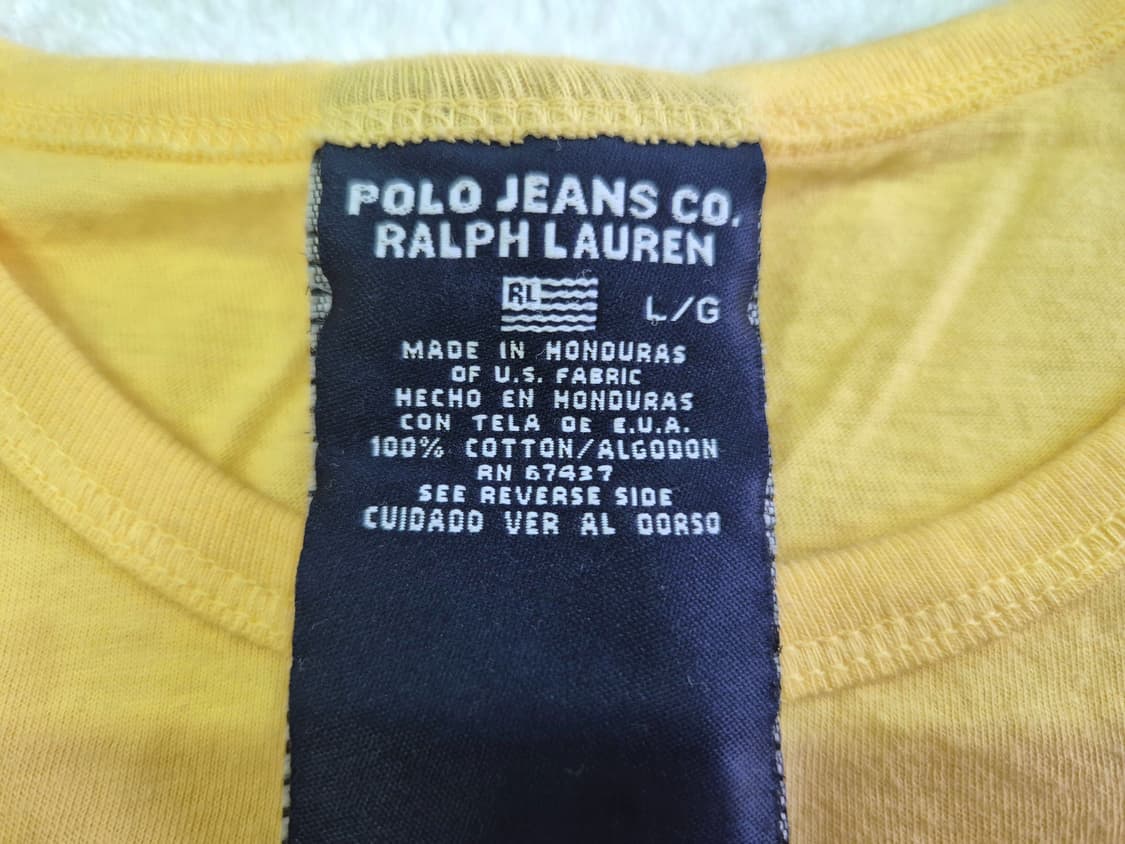 POLO JEANS CO.
RALPH LAUREN
RL
L/G
MADE IN HONDURAS
OF U.S. FABRIC
HECHO EN HONDURAS
CON TELA DE E.U.A.
100% COTTON/ALGODON
RN 67437
SEE REVERSE SIDE
CUIDADO VER AL DORSO